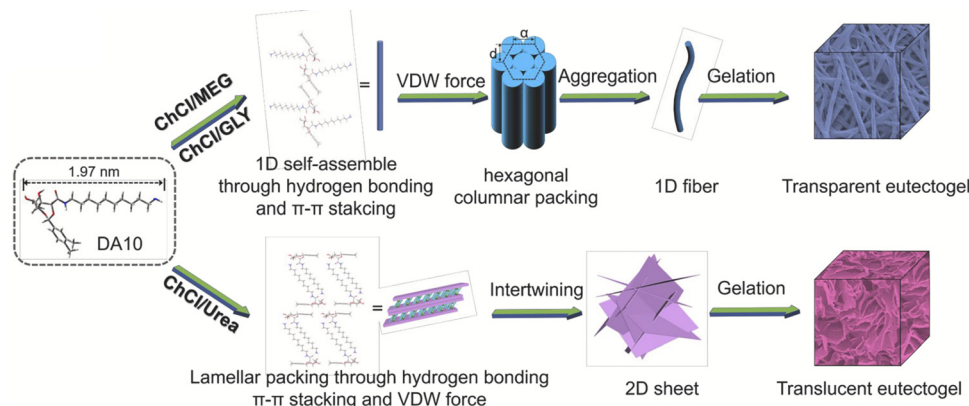 ChCl/MEG
ChCl/GLY
1D self-assemble
through hydrogen bonding
and π-π stakcing
=
VDW force
α
d
hexagonal
columnar packing
Aggregation
1D fiber
Gelation
Transparent eutectogel
1.97 nm
DA10
ChCl/Urea
=
Lamellar packing through hydrogen bonding
π-π stacking and VDW force
Intertwining
2D sheet
Gelation
Translucent eutectogel